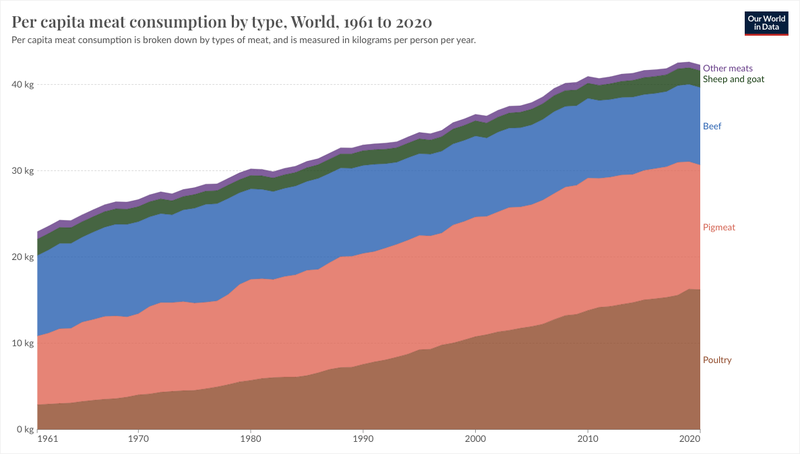 Per capita meat consumption by type, World, 1961 to 2020
Per capita meat consumption is broken down by types of meat, and is measured in kilograms per person per year.
Our World
in Data
40 kg
30 kg
20 kg
10 kg
0 kg
1961
1970
1980
1990
2000
2010
2020
Other meats
Sheep and goat
Beef
Pigmeat
Poultry